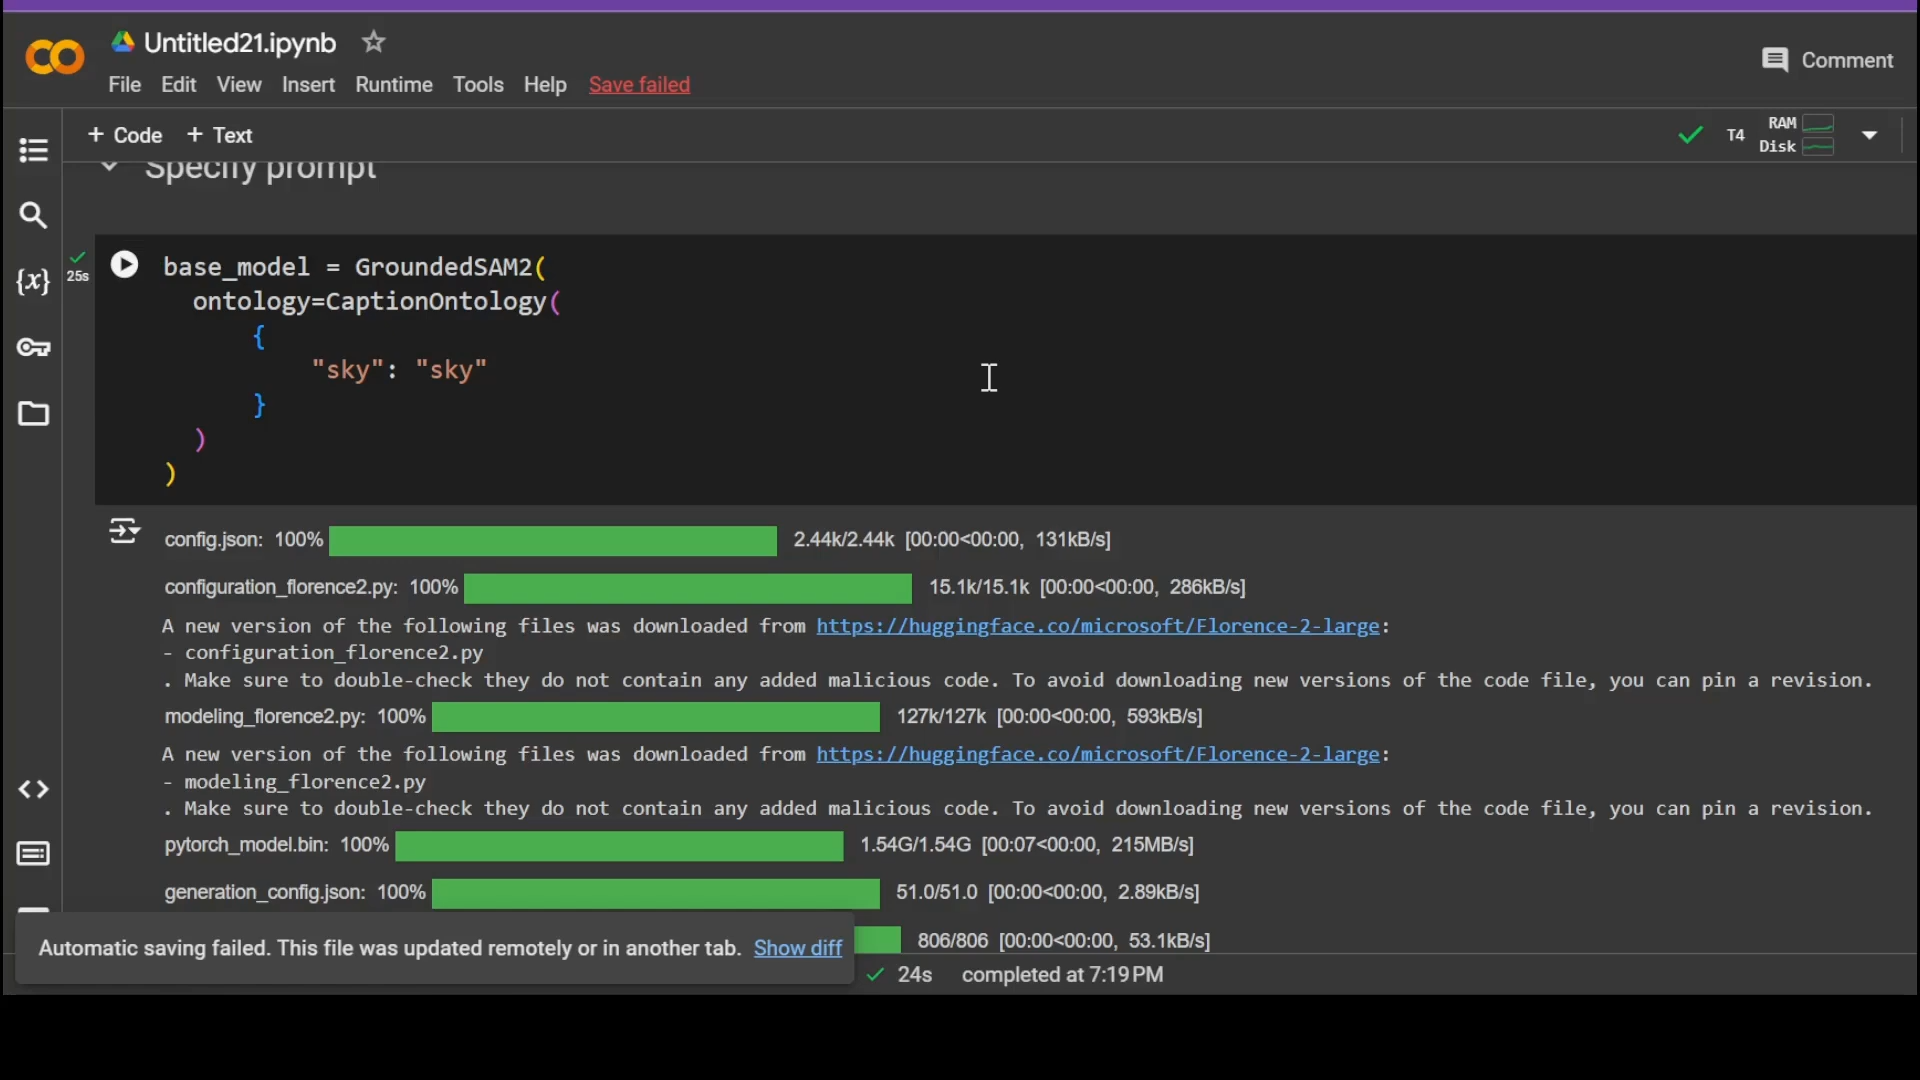 Untitled21.ipynb
File Edit View Insert Runtime Tools Help Save failed
Comment
+ Code + Text
T4 RAM Disk
Specify prompt
25s
base_model = GroundedSAM2(
ontology=CaptionOntology(
{
"sky": "sky"
}
)
)
config.json: 100% 2.44k/2.44k [00:00<00:00, 131kB/s]
configuration_florence2.py: 100% 15.1k/15.1k [00:00<00:00, 286kB/s]
A new version of the following files was downloaded from https://huggingface.co/microsoft/Florence-2-large:
- configuration_florence2.py
. Make sure to double-check they do not contain any added malicious code. To avoid downloading new versions of the code file, you can pin a revision.
modeling_florence2.py: 100% 127k/127k [00:00<00:00, 593kB/s]
A new version of the following files was downloaded from https://huggingface.co/microsoft/Florence-2-large:
- modeling_florence2.py
. Make sure to double-check they do not contain any added malicious code. To avoid downloading new versions of the code file, you can pin a revision.
pytorch_model.bin: 100% 1.54G/1.54G [00:07<00:00, 215MB/s]
generation_config.json: 100% 51.0/51.0 [00:00<00:00, 2.89kB/s]
806/806 [00:00<00:00, 53.1kB/s]
Automatic saving failed. This file was updated remotely or in another tab. Show diff
24s completed at 7:19 PM